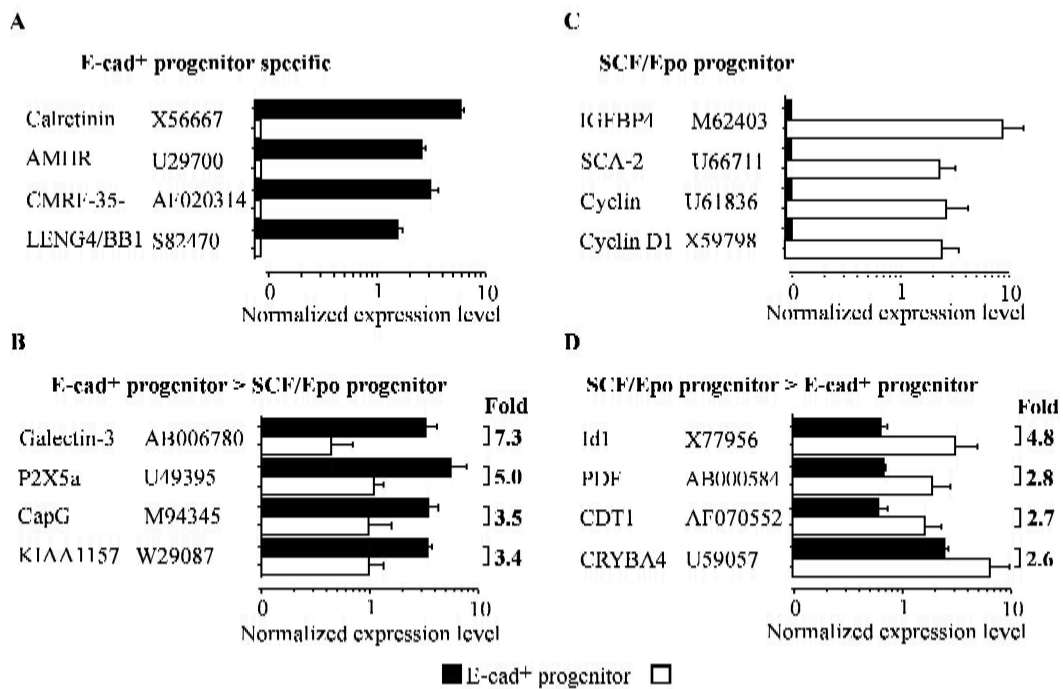 A
E-cad+ progenitor specific
Calretinin X56667
AMHR U29700
CMRF-35- AF020314
LENG4/BB1 S82470
0 1 10
Normalized expression level
B
E-cad+ progenitor > SCF/Epo progenitor
Fold
Galectin-3 AB006780 7.3
P2X5a U49395 5.0
CapG M94345 3.5
KIAA1157 W29087 3.4
0 1 10
Normalized expression level
C
SCF/Epo progenitor
IGFBP4 M62403
SCA-2 U66711
Cyclin U61836
Cyclin D1 X59798
0 1 10
Normalized expression level
D
SCF/Epo progenitor > E-cad+ progenitor
Fold
Id1 X77956 4.8
PDF AB000584 2.8
CDT1 AF070552 2.7
CRYBA4 U59057 2.6
0 1 10
Normalized expression level
E-cad+ progenitor